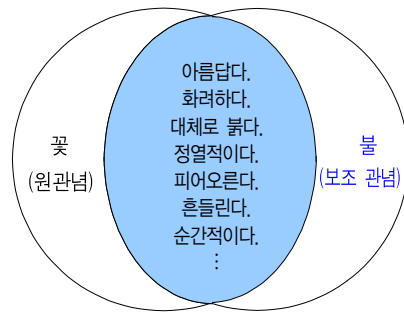 아름답다.
화려하다.
대체로 붉다.
정열적이다.
피어오른다.
흔들린다.
순간적이다.
⋮
꽃
(원관념)
불
(보조 관념)